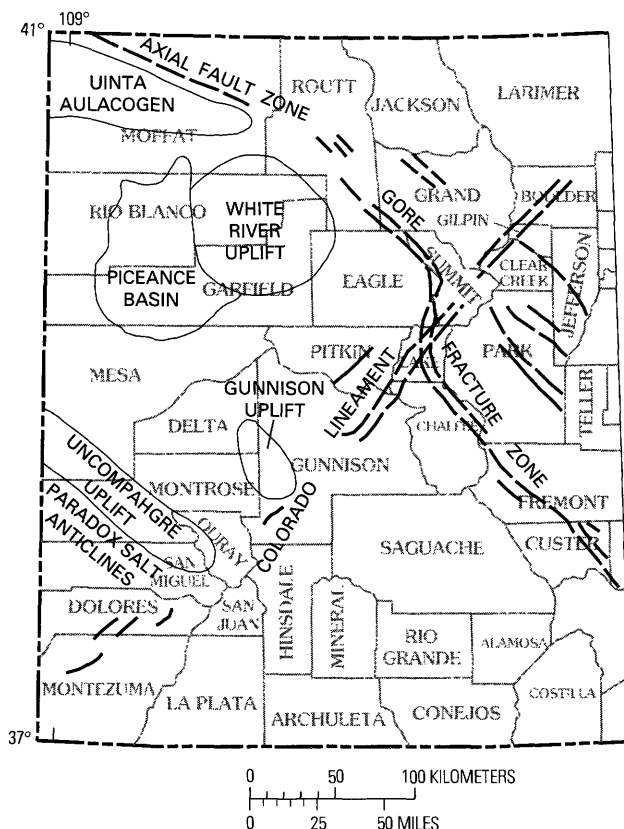 41°
109°
AXIAL FAULT ZONE
UINTA
AULACOGEN
ROUTT
JACKSON
LARIMER
MOFFAT
GRAND
BOULDER
GILPIN
RIO BLANCO
WHITE
RIVER
UPLIFT
GORE
SUMMIT
CLEAR
CREEK
JEFFERSON
EAGLE
PICEANCE
BASIN
GARFIELD
PITKIN
LAKE
FRACTURE
PARK
MESA
LINEAMENT
TELLER
GUNNISON
UPLIFT
DELTA
CHAFFEE
ZONE
UNCOMPAHGRE
UPLIFT
MONTROSE
GUNNISON
FREMONT
PARADOX SALT
ANTICLINES
OURAY
COLORADO
CUSTER
SAN
MIGUEL
SAGUACHE
DOLORES
SAN
JUAN
HINSDALE
MINERAL
RIO
GRANDE
ALAMOSA
MONTEZUMA
LA PLATA
ARCHULETA
CONEJOS
COSTILLA
37°
0 50 100 KILOMETERS
0 25 50 MILES